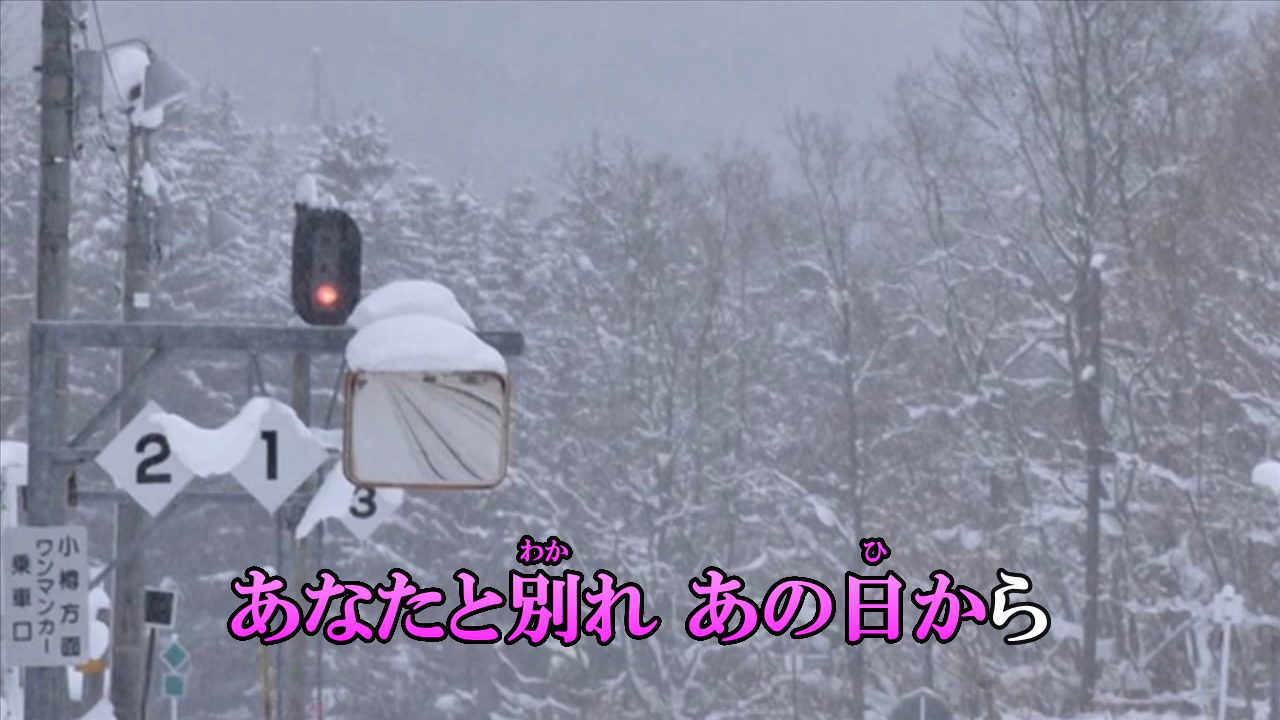 2
1
3
小樽方面
ワンマンカー
乗車口
わか
ひ
あなたと別れ あの日から